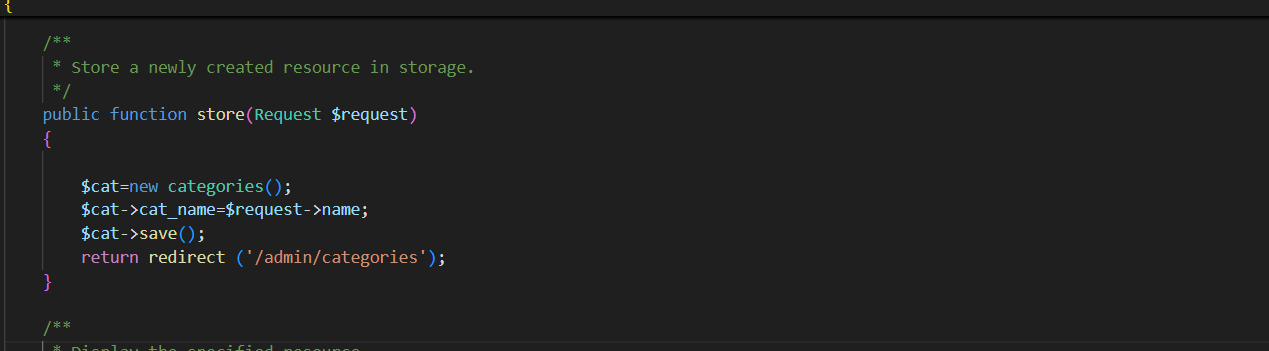 {
/**
* Store a newly created resource in storage.
*/
public function store(Request $request)
{
$cat=new categories();
$cat->cat_name=$request->name;
$cat->save();
return redirect ('/admin/categories');
}
/**
* Display the specified resource